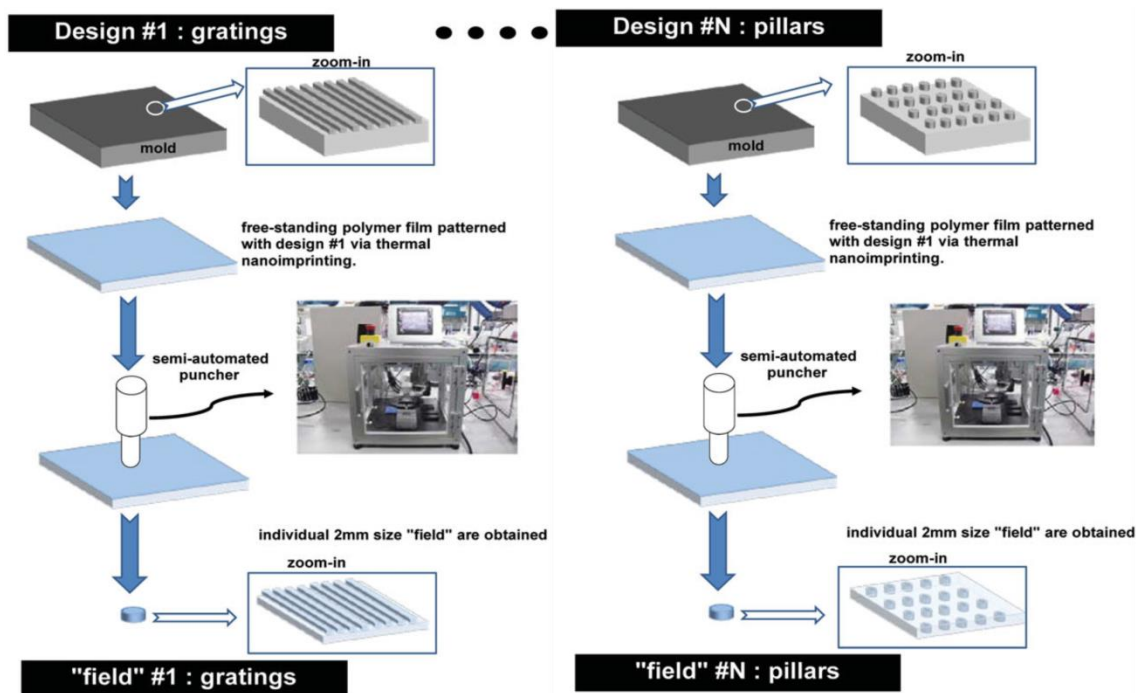 Design #1 : gratings
zoom-in
mold
free-standing polymer film patterned
with design #1 via thermal
nanoimprinting.
semi-automated
puncher
individual 2mm size "field" are obtained
zoom-in
"field" #1 : gratings
Design #N : pillars
zoom-in
mold
free-standing polymer film patterned
with design #1 via thermal
nanoimprinting.
semi-automated
puncher
individual 2mm size "field" are obtained
zoom-in
"field" #N : pillars